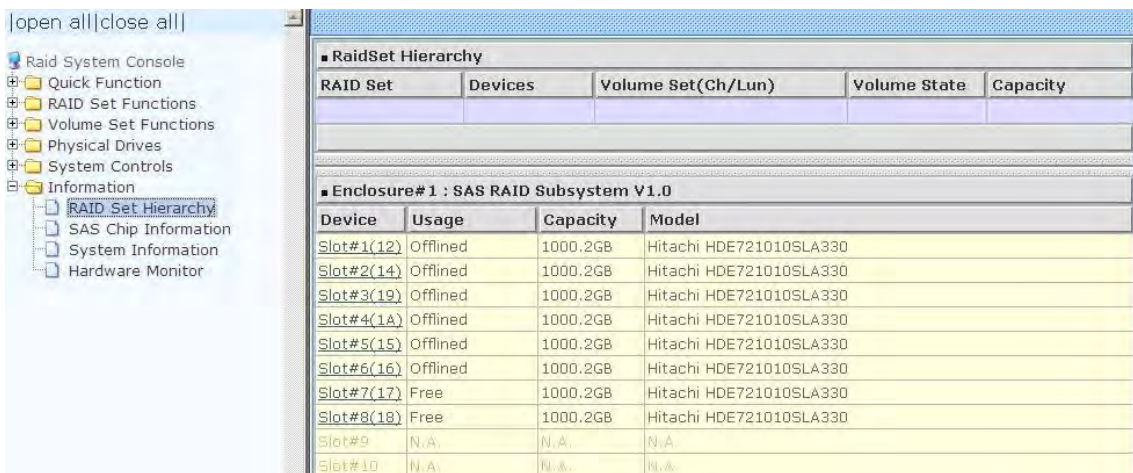 |open all|close all|
Raid System Console
Quick Function
RAID Set Functions
Volume Set Functions
Physical Drives
System Controls
Information
RAID Set Hierarchy
SAS Chip Information
System Information
Hardware Monitor
RaidSet Hierarchy
RAID Set Devices Volume Set(Ch/Lun) Volume State Capacity
Enclosure#1 : SAS RAID Subsystem V1.0
Device Usage Capacity Model
Slot#1(12) Offlined 1000.2GB Hitachi HDE721010SLA330
Slot#2(14) Offlined 1000.2GB Hitachi HDE721010SLA330
Slot#3(19) Offlined 1000.2GB Hitachi HDE721010SLA330
Slot#4(1A) Offlined 1000.2GB Hitachi HDE721010SLA330
Slot#5(15) Offlined 1000.2GB Hitachi HDE721010SLA330
Slot#6(16) Offlined 1000.2GB Hitachi HDE721010SLA330
Slot#7(17) Free 1000.2GB Hitachi HDE721010SLA330
Slot#8(18) Free 1000.2GB Hitachi HDE721010SLA330
Slot#9 N.A. N.A. N.A.
Slot#10 N.A. N.A. N.A.